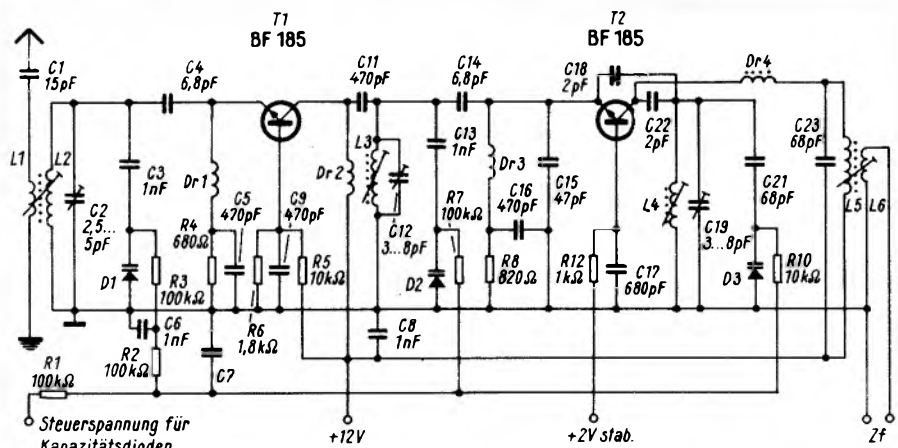 T1
BF 185
T2
BF 185
C1
15pF
C4
6,8pF
C11
470pF
C14
6,8pF
C18
2pF
Dr4
L1
L2
C2
2,5...
5pF
C3
1nF
Dr1
R4
680Ω
C5
470pF
C9
470pF
Dr2
L3
C12
3...8pF
C13
1nF
R7
100kΩ
Dr3
C16
470pF
C15
47pF
C22
2pF
L4
C19
3...8pF
C21
68pF
C23
68pF
L5
L6
D1
R3
100kΩ
R6
1,8kΩ
R5
10kΩ
D2
R8
820Ω
R12
1kΩ
C17
680pF
D3
R10
10kΩ
C6
1nF
R2
100kΩ
C7
C8
1nF
R1
100kΩ
Steuerspannung für
Kapazitätsdioden
+12V
+2V stab.
Zf